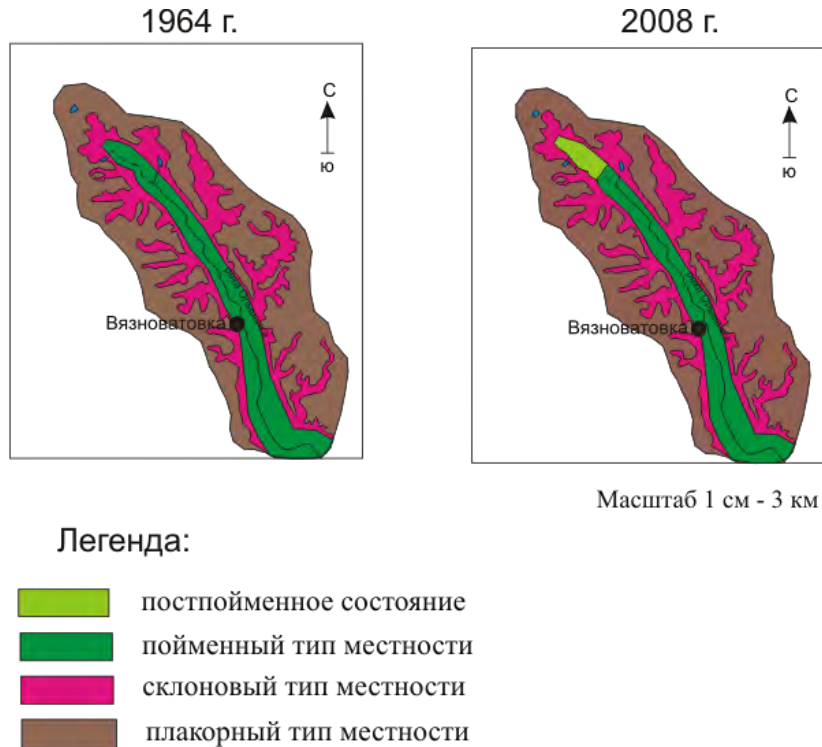 1964 г.
2008 г.
С
ю
Вязноватовка
С
ю
Вязноватовка
Масштаб 1 см - 3 км
Легенда:
постпойменное состояние
пойменный тип местности
склоновый тип местности
плакорный тип местности